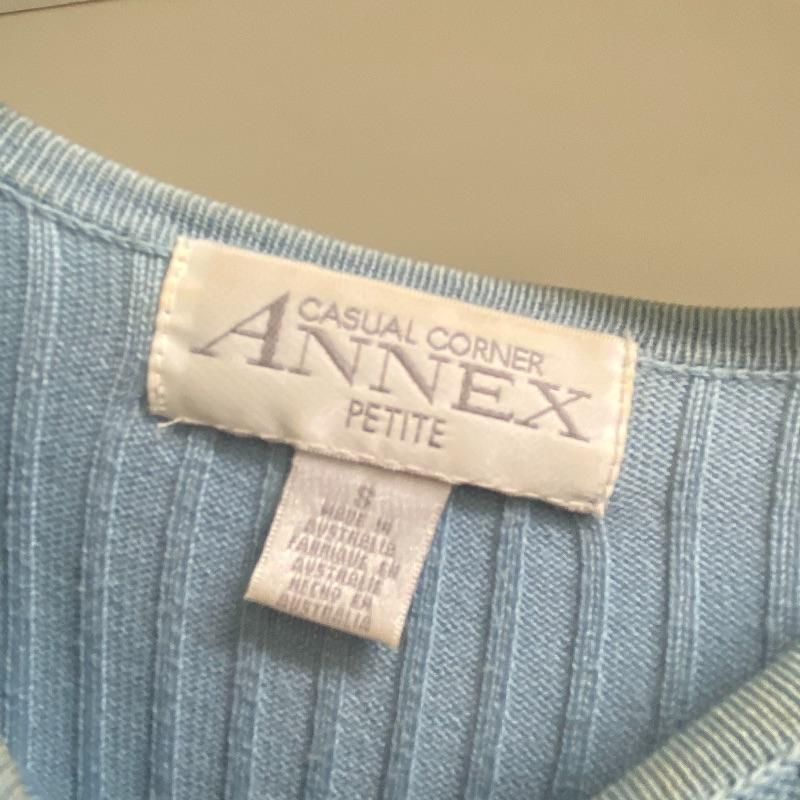 CASUAL CORNER
ANNEX
PETITE
S
MADE IN
AUSTRALIA
FABRIQUE EN
AUSTRALIE
HECHO EN
AUSTRALIA